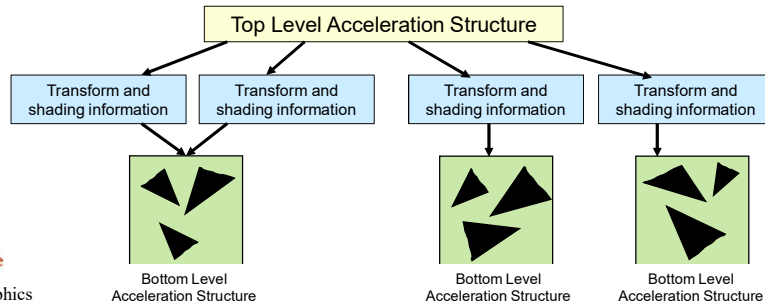 Top Level Acceleration Structure
Transform and
shading information
Transform and
shading information
Transform and
shading information
Transform and
shading information
Bottom Level
Acceleration Structure
Bottom Level
Acceleration Structure
Bottom Level
Acceleration Structure